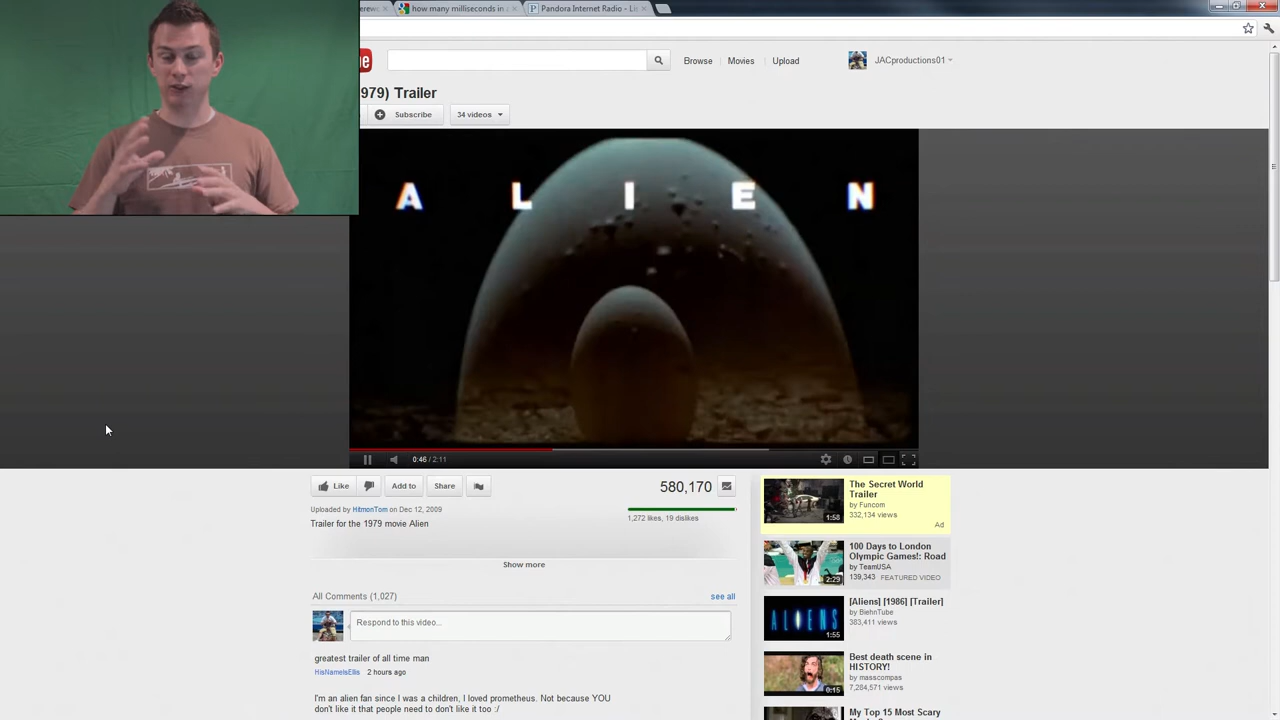 how many milliseconds in a
Pandora Internet Radio - Lis
Browse
Movies
Upload
JACproductions01
979) Trailer
Subscribe
34 videos
A L I E N
0:46 / 2:11
Like
Add to
Share
580,170
Uploaded by HitmonTom on Dec 12, 2009
1,272 likes, 19 dislikes
Trailer for the 1979 movie Alien
Show more
All Comments (1,027)
see all
Respond to this video...
greatest trailer of all time man
HisNameIsEllis 2 hours ago
I'm an alien fan since I was a children, I loved prometheus. Not because YOU
don't like it that people need to don't like it too :/
The Secret World
Trailer
by Funcom
332,134 views
Ad
1:58
100 Days to London
Olympic Games!: Road
by TeamUSA
139,343 FEATURED VIDEO
2:29
[Aliens] [1986] [Trailer]
by BiehnTube
383,411 views
ALIENS
1:55
Best death scene in
HISTORY!
by masscompas
7,284,571 views
0:15
My Top 15 Most Scary